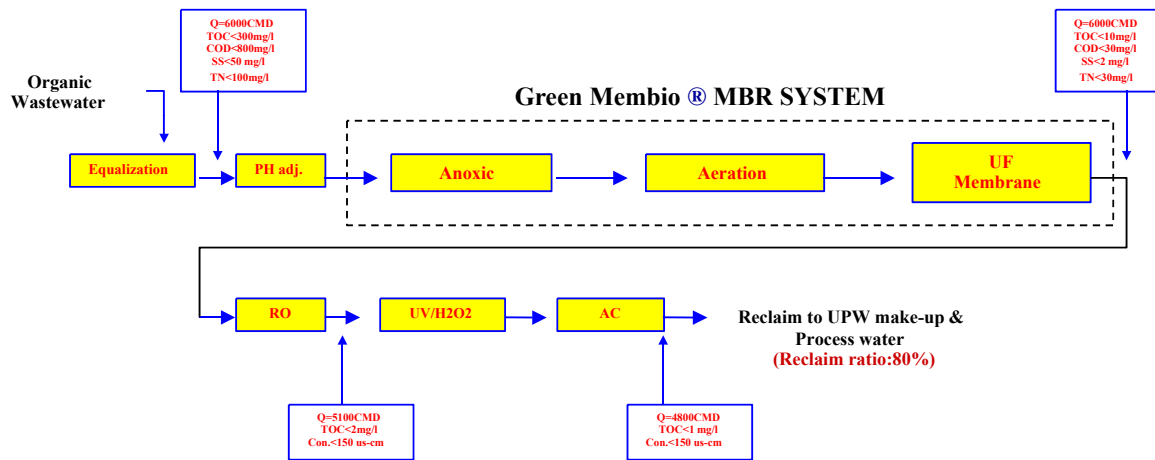 Q=6000CMD
TOC<300mg/l
COD<800mg/l
SS<50 mg/l
TN<100mg/l
Q=6000CMD
TOC<10mg/l
COD<30mg/l
SS<2 mg/l
TN<30mg/l
Organic
Wastewater
Green Membio ® MBR SYSTEM
Equalization
PH adj.
Anoxic
Aeration
UF
Membrane
RO
UV/H2O2
AC
Reclaim to UPW make-up &
Process water
(Reclaim ratio:80%)
Q=5100CMD
TOC<2mg/l
Con.<150 us-cm
Q=4800CMD
TOC<1 mg/l
Con.<150 us-cm